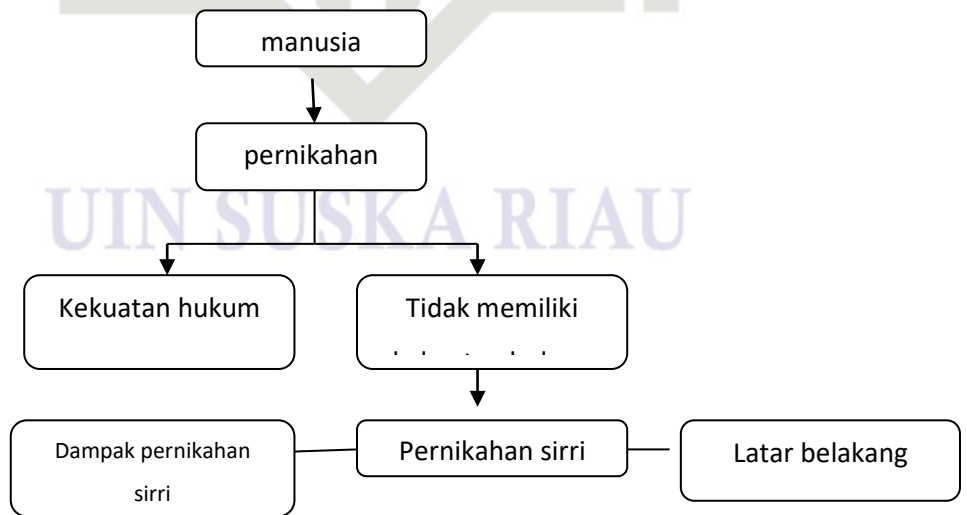 manusia
pernikahan
UIN SUSKA RIAU
Kekuatan hukum
Tidak memiliki
Dampak pernikahan
sirri
Pernikahan sirri
Latar belakang